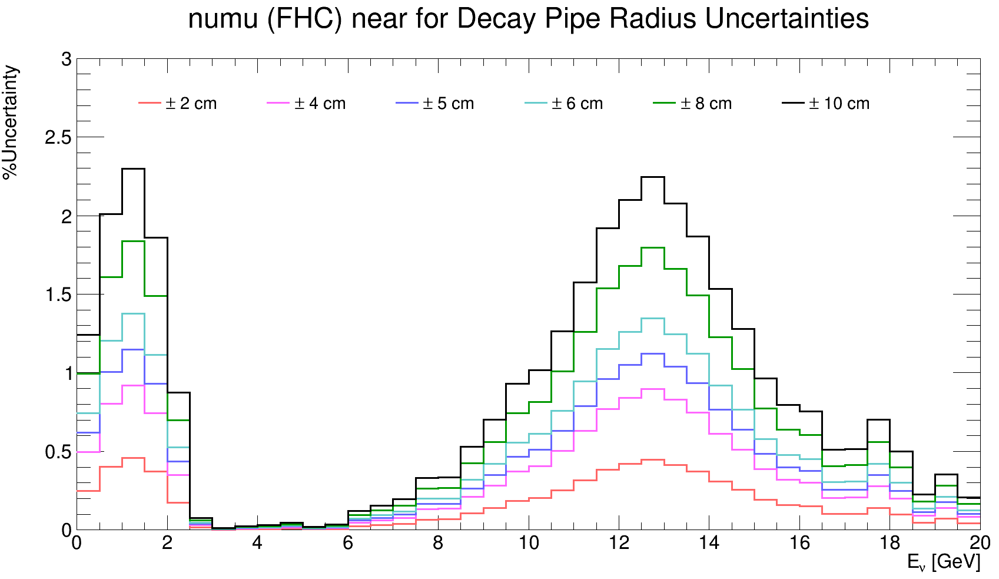 numu (FHC) near for Decay Pipe Radius Uncertainties
%Uncertainty
3
2.5
2
1.5
1
0.5
0
± 2 cm ± 4 cm ± 5 cm ± 6 cm ± 8 cm ± 10 cm
0 2 4 6 8 10 12 14 16 18 20
Eν [GeV]